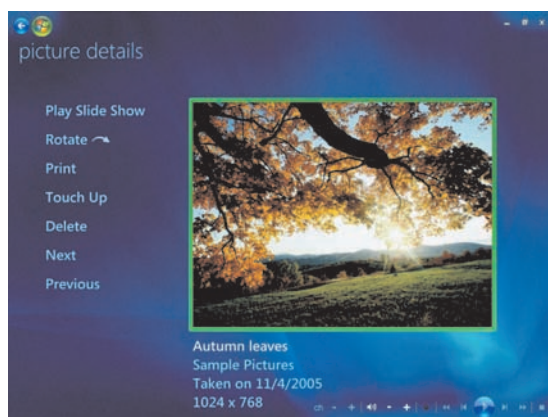 picture details
Play Slide Show
Rotate
Print
Touch Up
Delete
Next
Previous
Autumn leaves
Sample Pictures
Taken on 11/4/2005
1024 x 768
ch